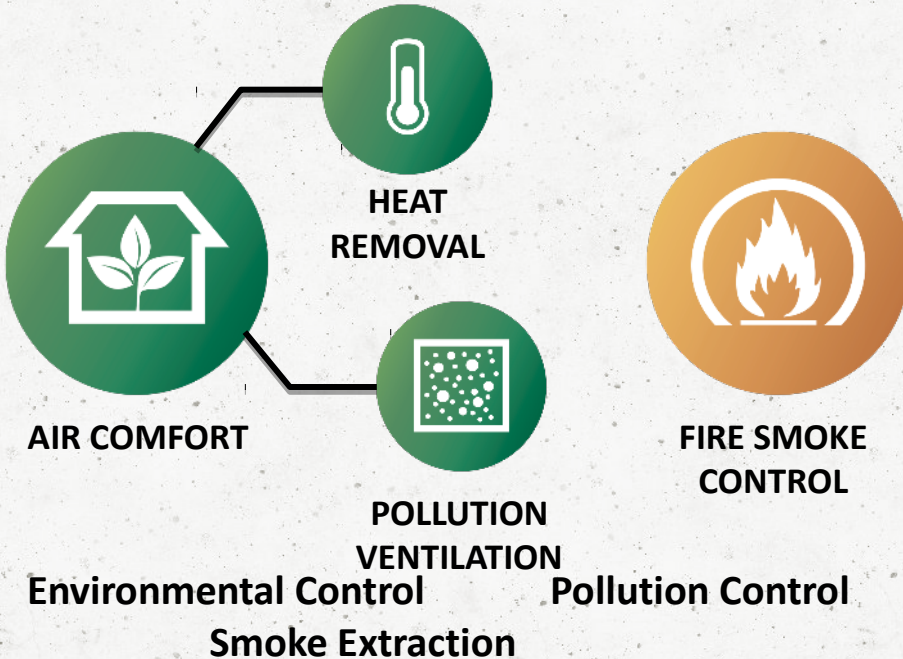 HEAT
REMOVAL
AIR COMFORT
FIRE SMOKE
CONTROL
POLLUTION
VENTILATION
Environmental Control
Pollution Control
Smoke Extraction